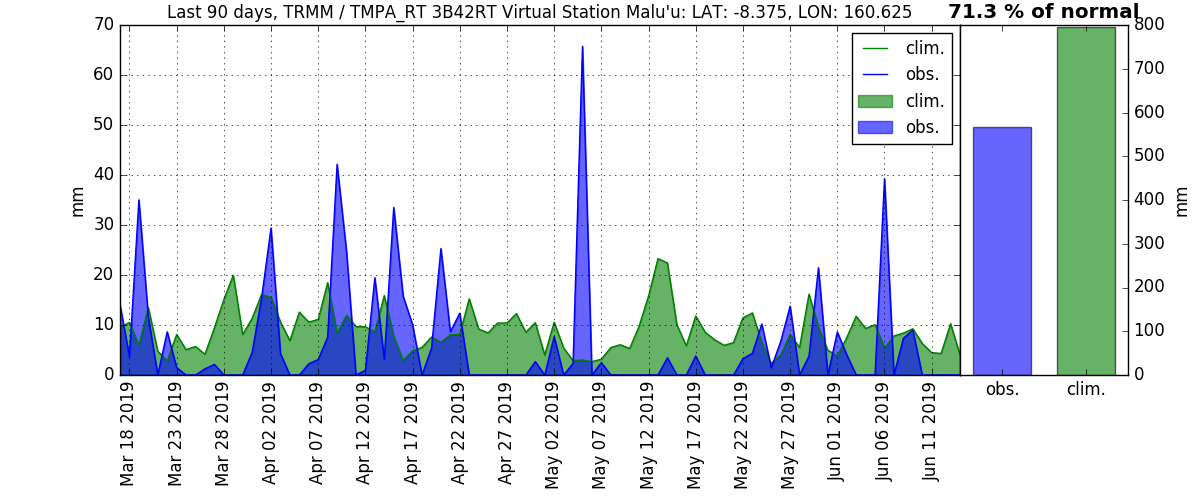 Last 90 days, TRMM / TMPA_RT 3B42RT Virtual Station Malu'u: LAT: -8.375, LON: 160.625
71.3 % of normal
70
60
50
40
30
20
10
0
mm
clim.
obs.
clim.
obs.
Mar 18 2019
Mar 23 2019
Mar 28 2019
Apr 02 2019
Apr 07 2019
Apr 12 2019
Apr 17 2019
Apr 22 2019
Apr 27 2019
May 02 2019
May 07 2019
May 12 2019
May 17 2019
May 22 2019
May 27 2019
Jun 01 2019
Jun 06 2019
Jun 11 2019
800
700
600
500
400
300
200
100
0
mm
obs.
clim.